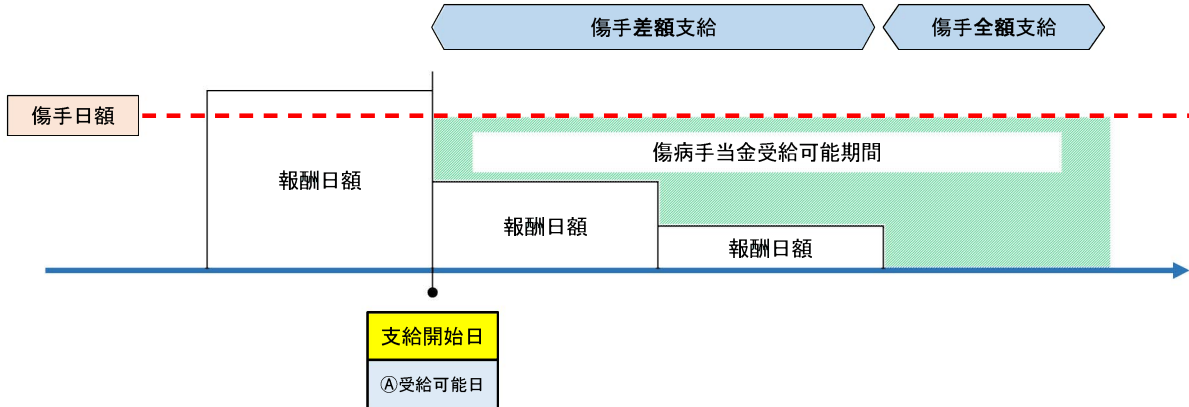 傷手差額支給
傷手全額支給
傷手日額
傷病手当金受給可能期間
報酬日額
報酬日額
報酬日額
支給開始日
Ⓐ受給可能日